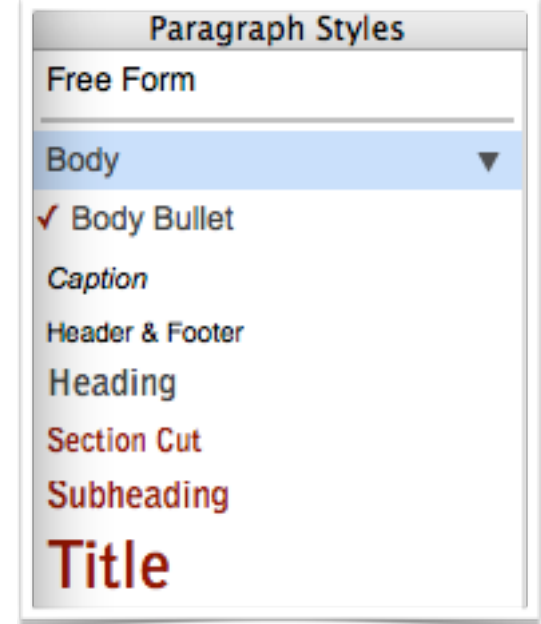 Paragraph Styles
Free Form
Body ▼
✓ Body Bullet
Caption
Header & Footer
Heading
Section Cut
Subheading
Title